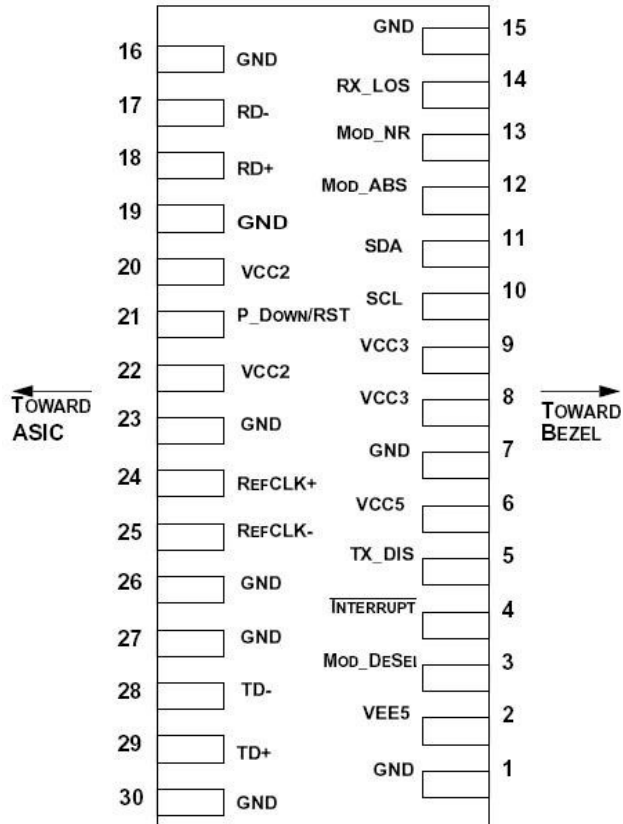 GND 15
16 GND
RX_LOS 14
17 RD-
MOD_NR 13
18 RD+
MOD_ABS 12
19 GND
SDA 11
20 VCC2
SCL 10
21 P_DOWN/RST
VCC3 9
22 VCC2
VCC3 8
TOWARD ASIC
TOWARD BEZEL
23 GND
GND 7
24 REFCLK+
VCC5 6
25 REFCLK-
TX_DIS 5
26 GND
INTERRUPT 4
27 GND
MOD_DESEL 3
28 TD-
VEE5 2
29 TD+
GND 1
30 GND